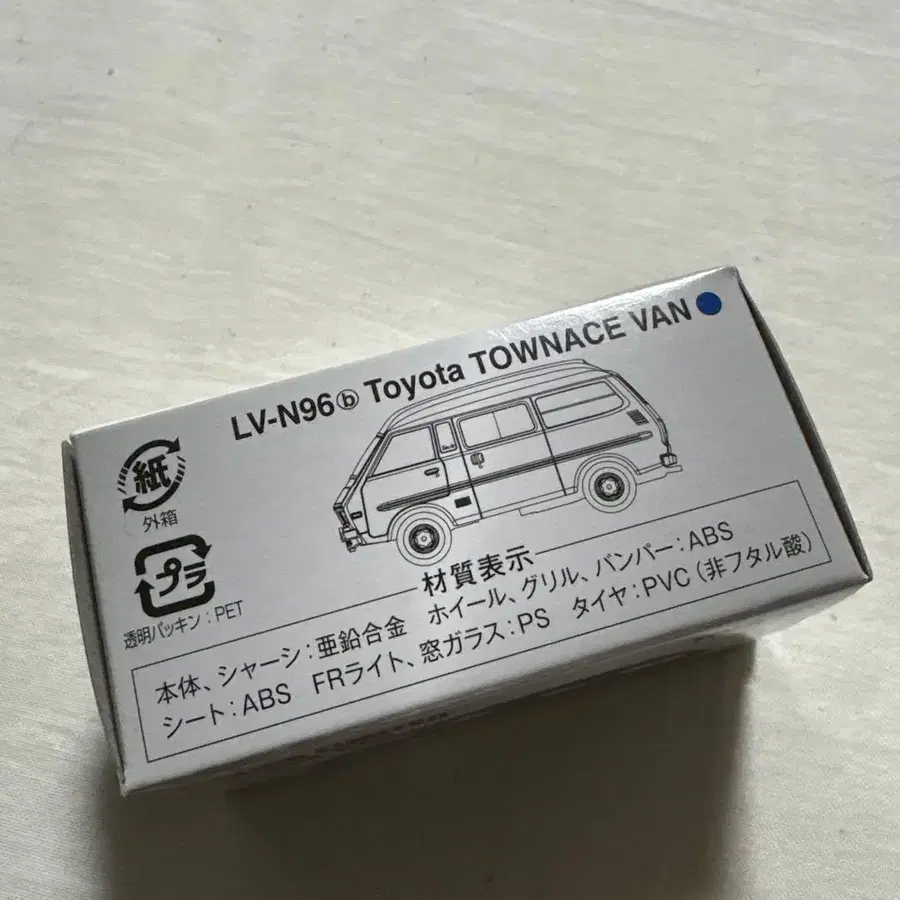 LV-N96ⓑ Toyota TOWNACE VAN
紙
外箱
プラ
透明パッキン：PET
材質表示
本体、シャーシ：亜鉛合金　ホイール、グリル、バンパー：ABS
シート：ABS　FRライト、窓ガラス：PS　タイヤ：PVC（非フタル酸）